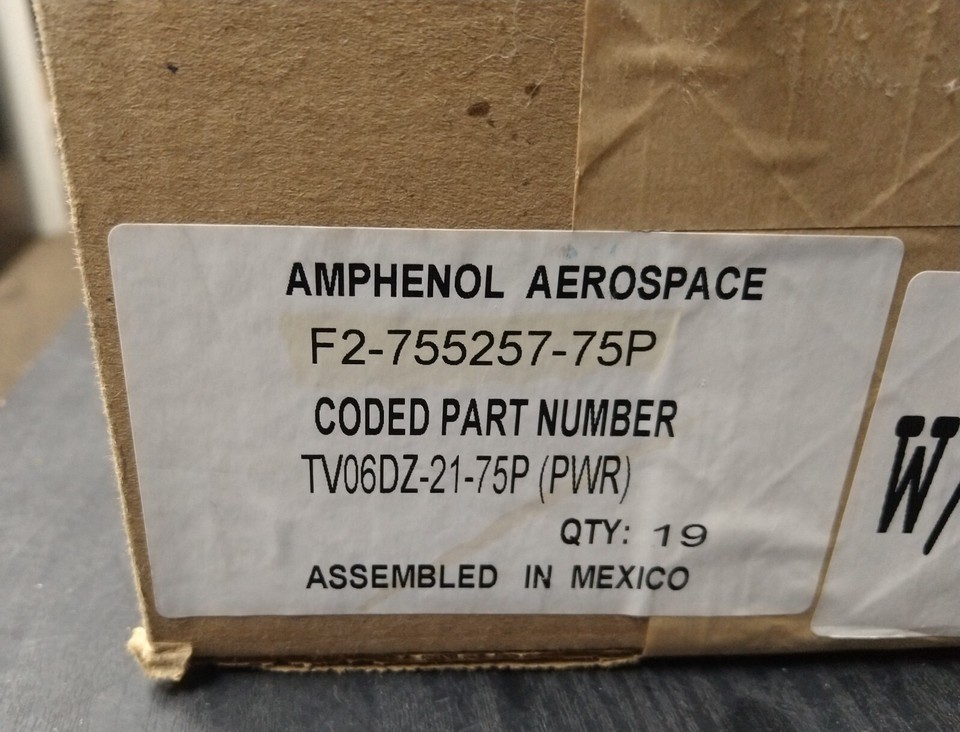 AMPHENOL AEROSPACE
F2-755257-75P
CODED PART NUMBER
TV06DZ-21-75P (PWR)
QTY: 19
ASSEMBLED IN MEXICO
W/